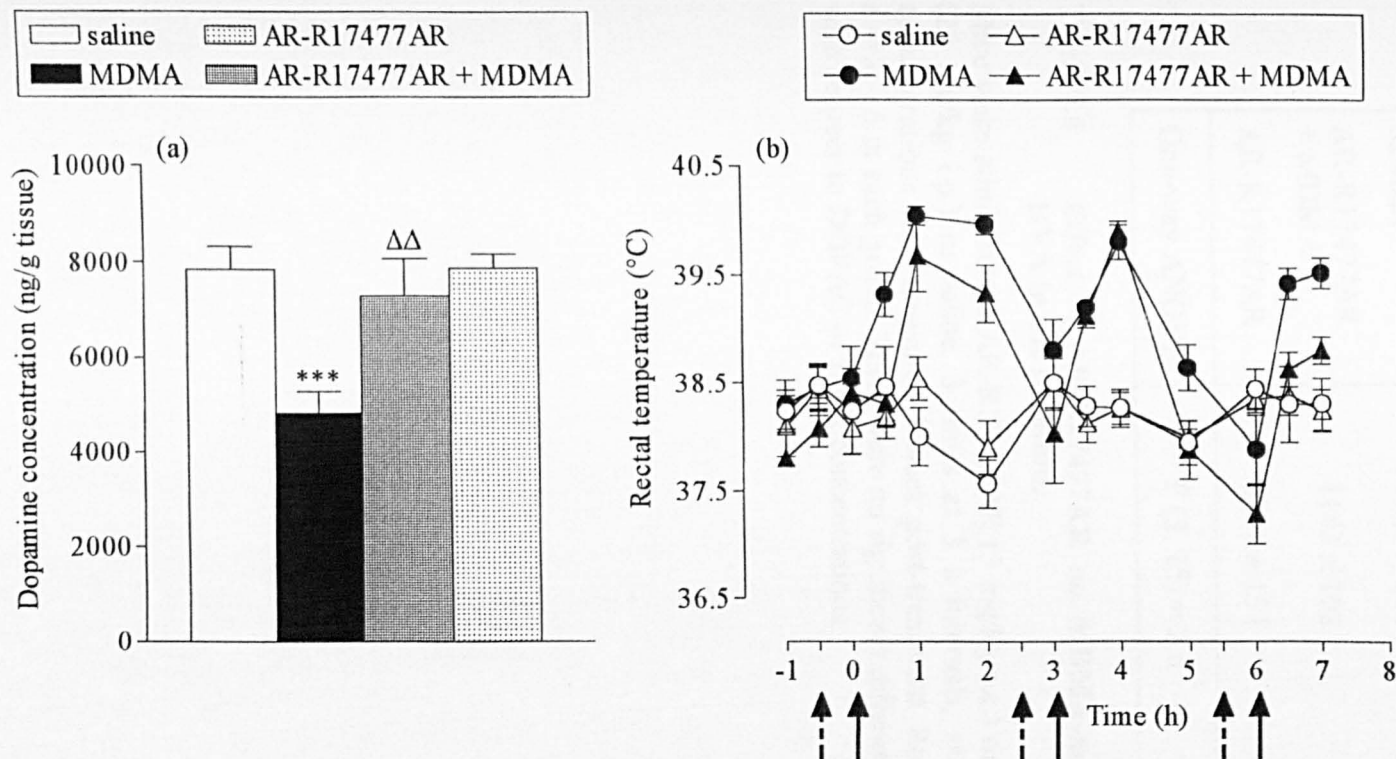 saline AR-R17477AR
MDMA AR-R17477AR + MDMA
(a)
Dopamine concentration (ng/g tissue)
10000
8000
6000
4000
2000
0
***
ΔΔ
saline AR-R17477AR
MDMA AR-R17477AR + MDMA
(b)
Rectal temperature (°C)
40.5
39.5
38.5
37.5
36.5
-1 0 1 2 3 4 5 6 7 8
Time (h)